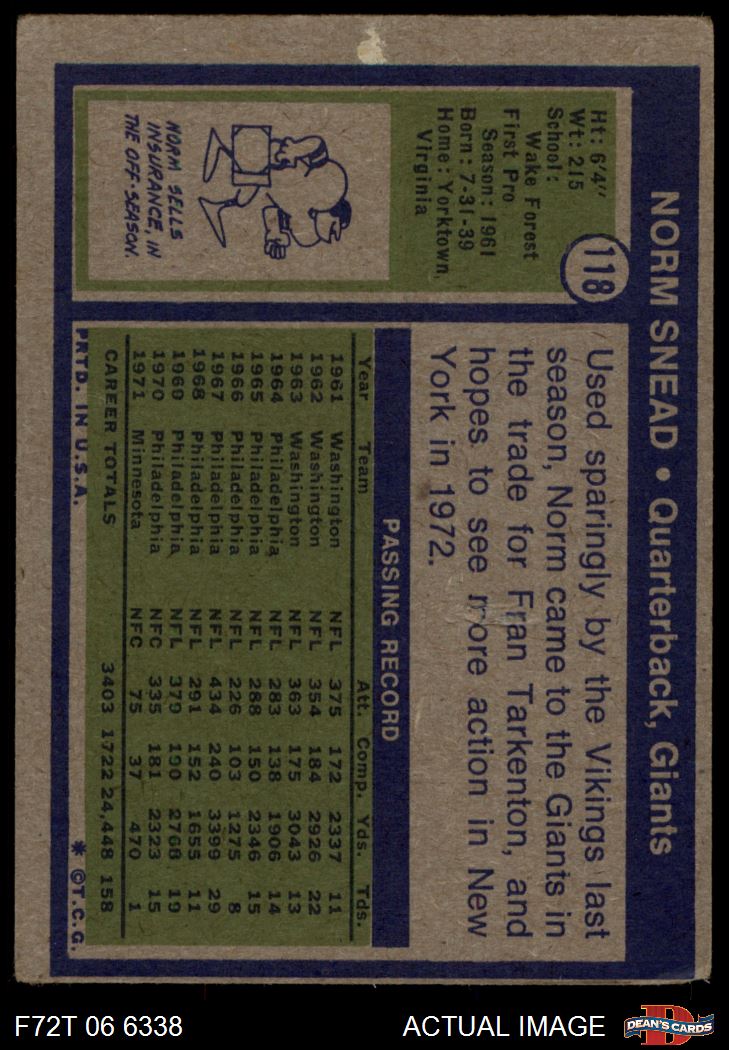 NORM SNEAD • Quarterback, Giants
118
Ht: 6'4"
Wt: 215
School:
Wake Forest
First Pro
Season: 1961
Born: 7-31-39
Home: Yorktown,
Virginia
NORM SELLS
INSURANCE, IN
THE OFF-SEASON.
Used sparingly by the Vikings last
season, Norm came to the Giants in
the trade for Fran Tarkenton, and
hopes to see more action in New
York in 1972.
PASSING RECORD
Year Team Att. Comp. Yds. Tds.
1961 Washington NFL 375 172 2337 11
1962 Washington NFL 354 184 2926 22
1963 Washington NFL 363 175 3043 13
1964 Philadelphia NFL 283 138 1906 14
1965 Philadelphia NFL 288 150 2346 15
1966 Philadelphia NFL 226 103 1275 8
1967 Philadelphia NFL 434 240 3399 29
1968 Philadelphia NFL 291 152 1655 11
1969 Philadelphia NFL 379 190 2768 19
1970 Philadelphia NFC 335 181 2323 15
1971 Minnesota NFC 75 37 470 1
CAREER TOTALS 3403 1722 24,448 158
PRTD. IN U.S.A. * ©T.C.G.
F72T 06 6338 ACTUAL IMAGE D DEAN'S CARDS